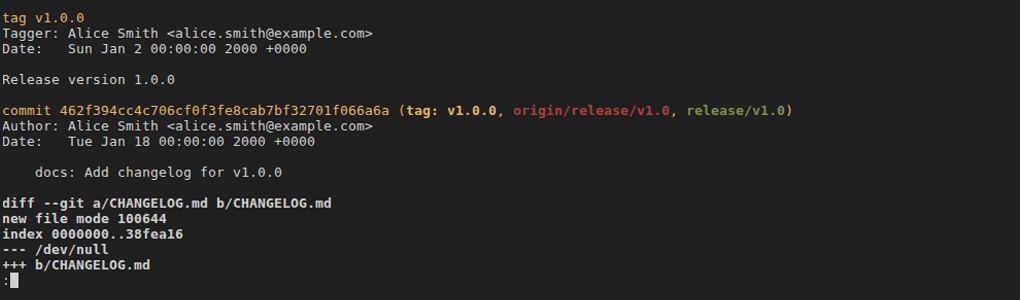 tag v1.0.0
Tagger: Alice Smith <alice.smith@example.com>
Date:   Sun Jan 2 00:00:00 2000 +0000
Release version 1.0.0
commit 462f394cc4c706cf0f3fe8cab7bf32701f066a6a (tag: v1.0.0, origin/release/v1.0, release/v1.0)
Author: Alice Smith <alice.smith@example.com>
Date:   Tue Jan 18 00:00:00 2000 +0000
    docs: Add changelog for v1.0.0
diff --git a/CHANGELOG.md b/CHANGELOG.md
new file mode 100644
index 0000000..38fea16
--- /dev/null
+++ b/CHANGELOG.md
: